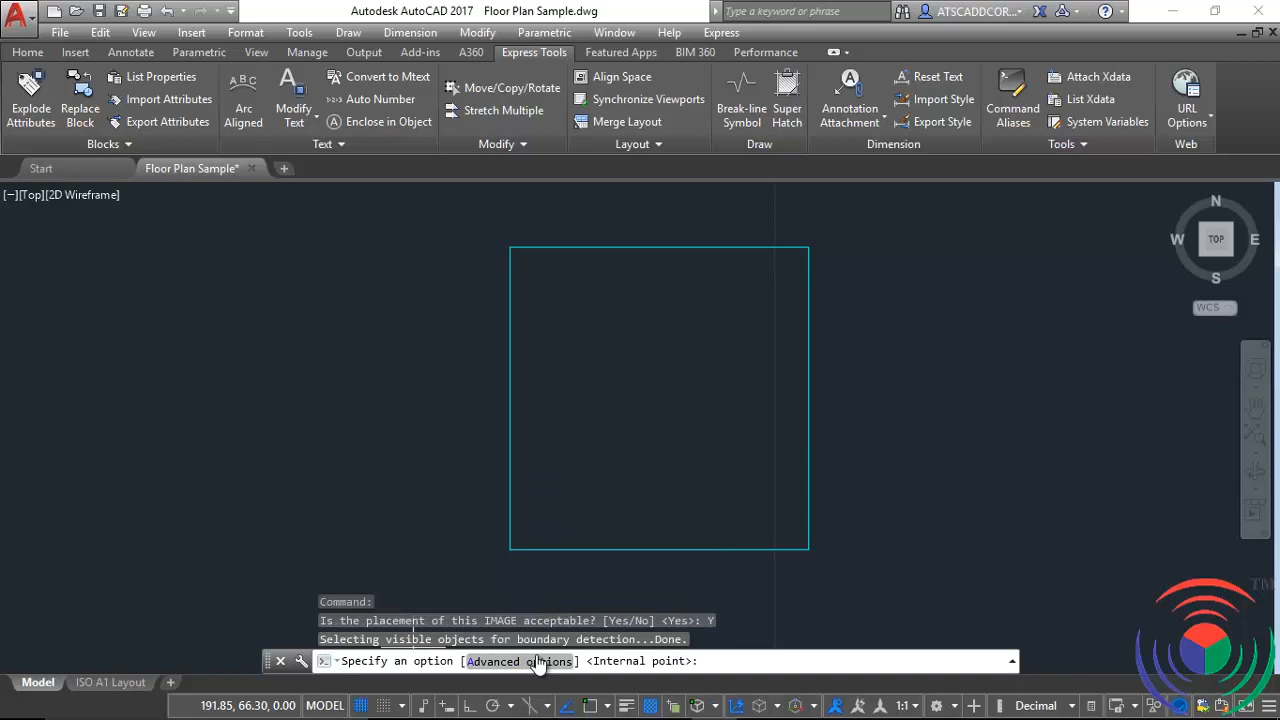 Autodesk AutoCAD 2017 Floor Plan Sample.dwg
Type a keyword or phrase
ATSCADDCOR...
File Edit View Insert Format Tools Draw Dimension Modify Parametric Window Help Express
Home Insert Annotate Parametric View Manage Output Add-ins A360 Express Tools Featured Apps BIM 360 Performance
Explode Attributes
Replace Block
List Properties
Import Attributes
Export Attributes
Blocks
Arc Aligned
Modify Text
Convert to Mtext
Auto Number
Enclose in Object
Text
Move/Copy/Rotate
Stretch Multiple
Modify
Align Space
Synchronize Viewports
Merge Layout
Layout
Break-line Symbol
Super Hatch
Draw
Annotation Attachment
Reset Text
Import Style
Export Style
Dimension
Command Aliases
Attach Xdata
List Xdata
System Variables
Tools
URL Options
Web
Start
Floor Plan Sample*
[−][Top][2D Wireframe]
N
W TOP E
S
WCS
Command:
Is the placement of this IMAGE acceptable? [Yes/No] <Yes>: Y
Selecting visible objects for boundary detection...Done.
Specify an option [Advanced options] <Internal point>:
TM
Model ISO A1 Layout
191.85, 66.30, 0.00 MODEL 1:1 Decimal